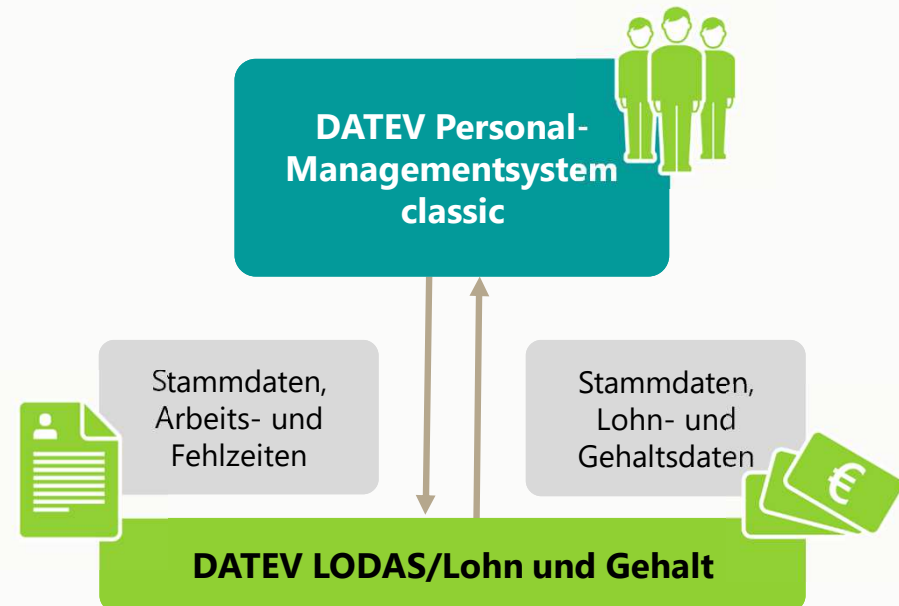 DATEV Personal-
Managementsystem
classic
Stammdaten,
Arbeits- und
Fehlzeiten
Stammdaten,
Lohn- und
Gehaltsdaten
€
DATEV LODAS/Lohn und Gehalt